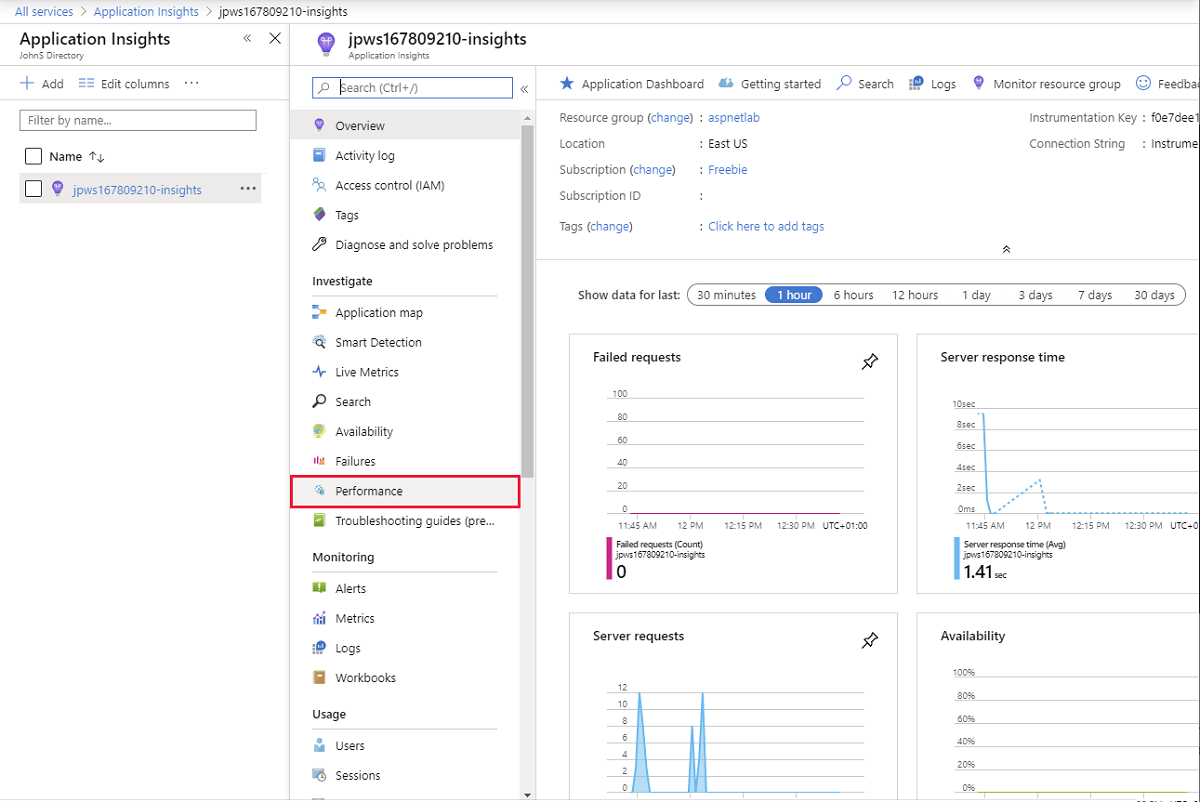 All services > Application Insights > jpws167809210-insights
Application Insights
JohnS Directory
Add Edit columns ...
Filter by name...
Name
jpws167809210-insights ...
jpws167809210-insights
Application Insights
Search (Ctrl+/)
Overview
Activity log
Access control (IAM)
Tags
Diagnose and solve problems
Investigate
Application map
Smart Detection
Live Metrics
Search
Availability
Failures
Performance
Troubleshooting guides (pre...
Monitoring
Alerts
Metrics
Logs
Workbooks
Usage
Users
Sessions
Application Dashboard Getting started Search Logs Monitor resource group Feedba
Resource group (change) : aspnetlab
Location : East US
Subscription (change) : Freebie
Subscription ID :
Tags (change) : Click here to add tags
Instrumentation Key : f0e7dee1
Connection String : Instrume
Show data for last: 30 minutes 1 hour 6 hours 12 hours 1 day 3 days 7 days 30 days
Failed requests
100
80
60
40
20
0
11:45 AM 12 PM 12:15 PM 12:30 PM UTC+01:00
Failed requests (Count)
jpws167809210-insights
0
Server response time
10sec
8sec
6sec
4sec
2sec
0ms
11:45 AM 12 PM 12:15 PM 12:30 PM UTC+0
Server response time (Avg)
jpws167809210-insights
1.41 sec
Server requests
12
10
8
6
4
2
0
Availability
100%
80%
60%
40%
20%
0%